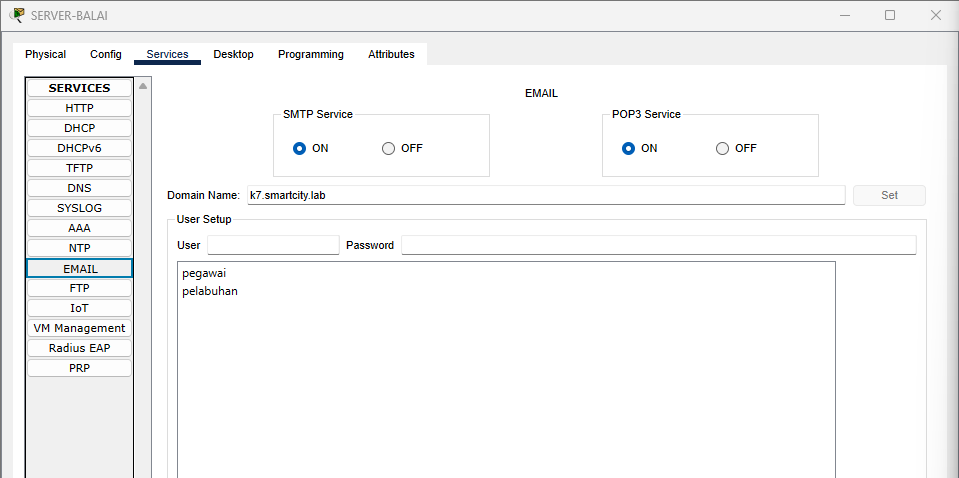 SERVER-BALAI
Physical Config Services Desktop Programming Attributes
SERVICES
HTTP
DHCP
DHCPv6
TFTP
DNS
SYSLOG
AAA
NTP
EMAIL
FTP
IoT
VM Management
Radius EAP
PRP
EMAIL
SMTP Service
ON OFF
POP3 Service
ON OFF
Domain Name: k7.smartcity.lab Set
User Setup
User Password
pegawai
pelabuhan